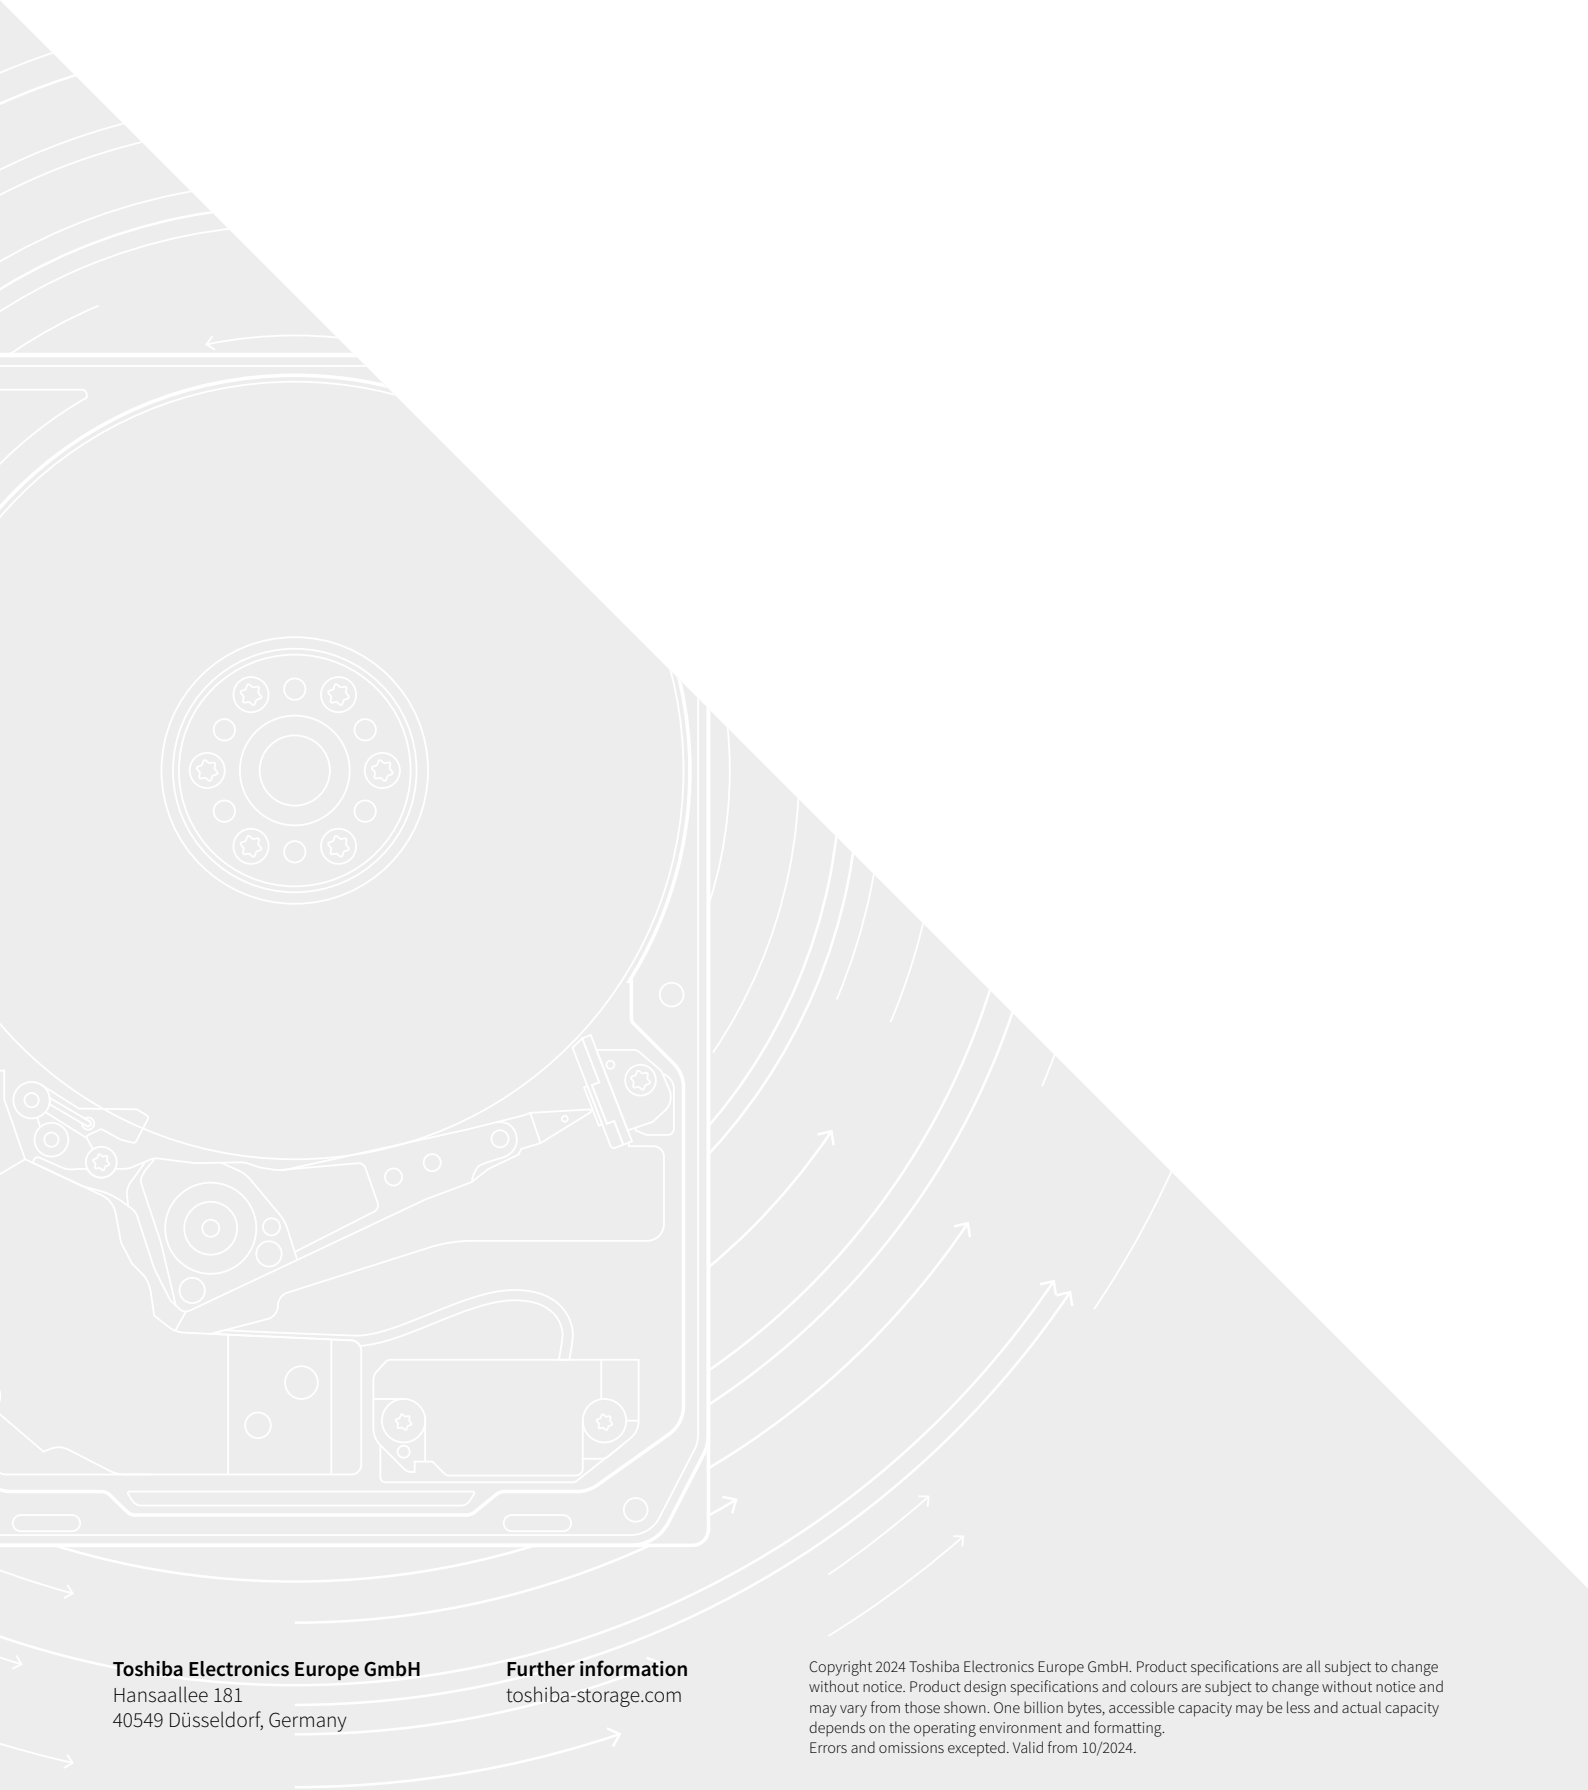 Toshiba Electronics Europe GmbH
Hansaallee 181
40549 Düsseldorf, Germany
Further information
toshiba-storage.com
Copyright 2024 Toshiba Electronics Europe GmbH. Product specifications are all subject to change
without notice. Product design specifications and colours are subject to change without notice and
may vary from those shown. One billion bytes, accessible capacity may be less and actual capacity
depends on the operating environment and formatting.
Errors and omissions excepted. Valid from 10/2024.